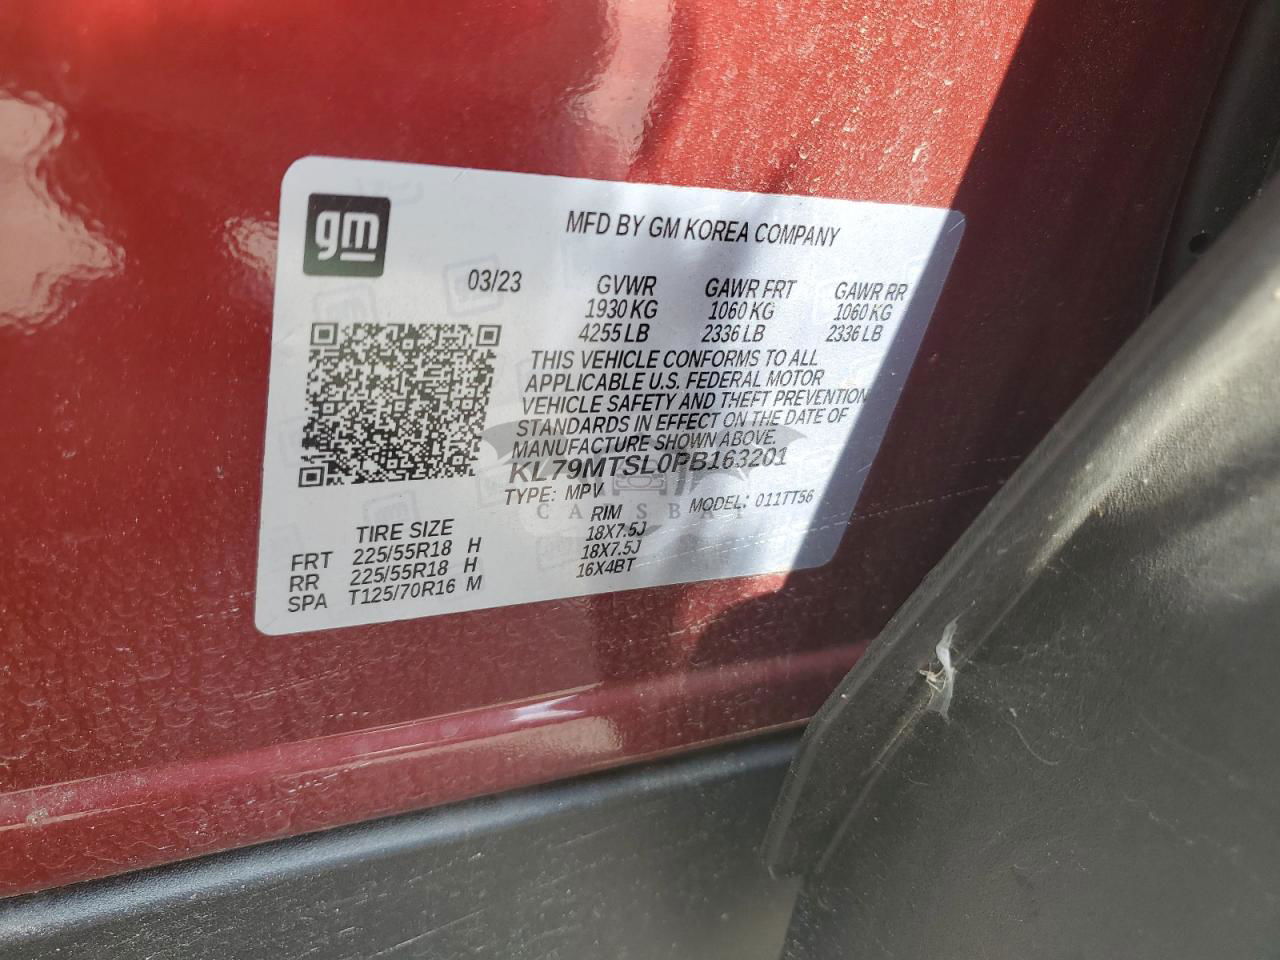 gm
MFD BY GM KOREA COMPANY
03/23 GVWR GAWR FRT GAWR RR
1930 KG 1060 KG 1060 KG
4255 LB 2336 LB 2336 LB
THIS VEHICLE CONFORMS TO ALL
APPLICABLE U.S. FEDERAL MOTOR
VEHICLE SAFETY AND THEFT PREVENTION
STANDARDS IN EFFECT ON THE DATE OF
MANUFACTURE SHOWN ABOVE.
KL79MTSL0PB163201
TYPE: MPV MODEL: 011TT56
TIRE SIZE RIM
FRT 225/55R18 H 18X7.5J
RR 225/55R18 H 18X7.5J
SPA T125/70R16 M 16X4BT